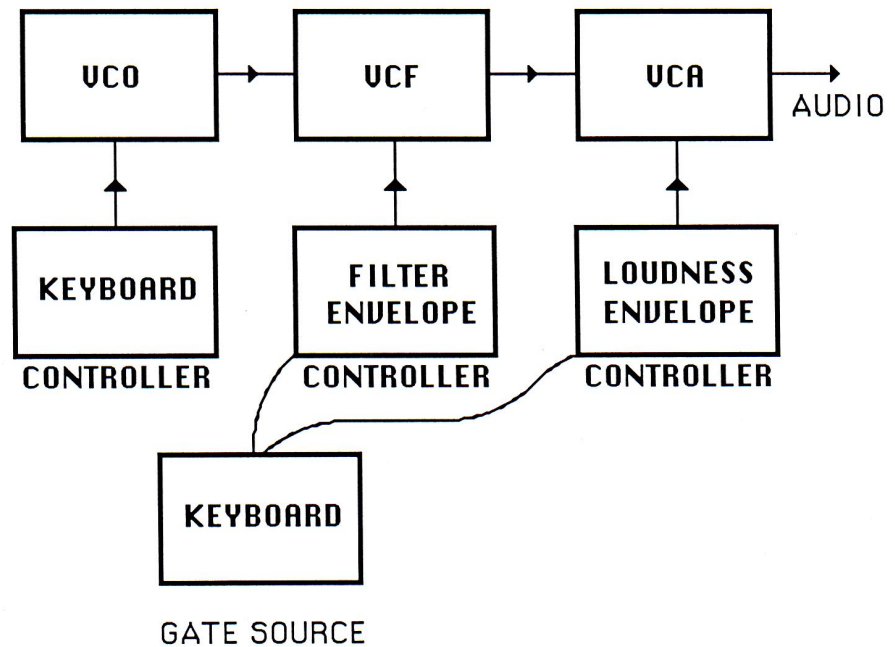 VCO
VCF
VCA
AUDIO
KEYBOARD
FILTER
ENVELOPE
LOUDNESS
ENVELOPE
CONTROLLER
CONTROLLER
CONTROLLER
KEYBOARD
GATE SOURCE